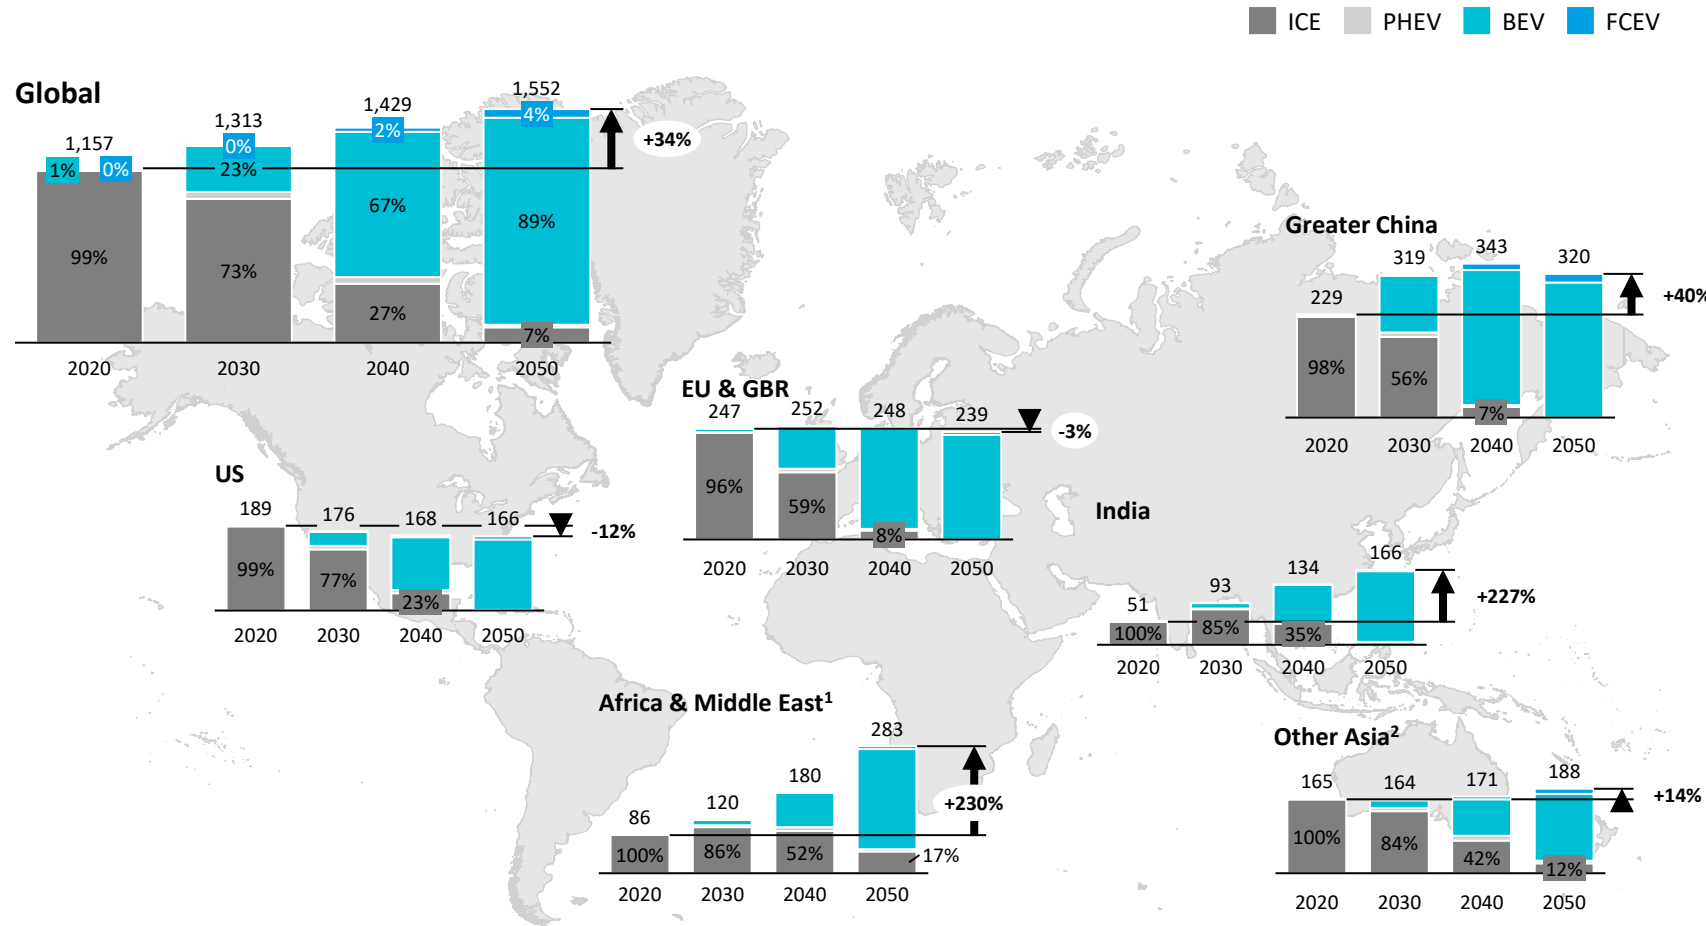 ICE PHEV BEV FCEV
Global
1,157 1,313 1,429 1,552
1% 0% 0% 2% 4%
23% 67% 89%
99% 73% 27% 7%
+34%
2020 2030 2040 2050
Greater China
229 319 343 320
98% 56% 7%
+40%
2020 2030 2040 2050
EU & GBR
247 252 248 239
96% 59% 8%
-3%
2020 2030 2040 2050
US
189 176 168 166
99% 77% 23%
-12%
2020 2030 2040 2050
India
51 93 134 166
100% 85% 35%
+227%
2020 2030 2040 2050
Africa & Middle East1
86 120 180 283
100% 86% 52% 17%
+230%
2020 2030 2040 2050
Other Asia2
165 164 171 188
100% 84% 42% 12%
+14%
2020 2030 2040 2050